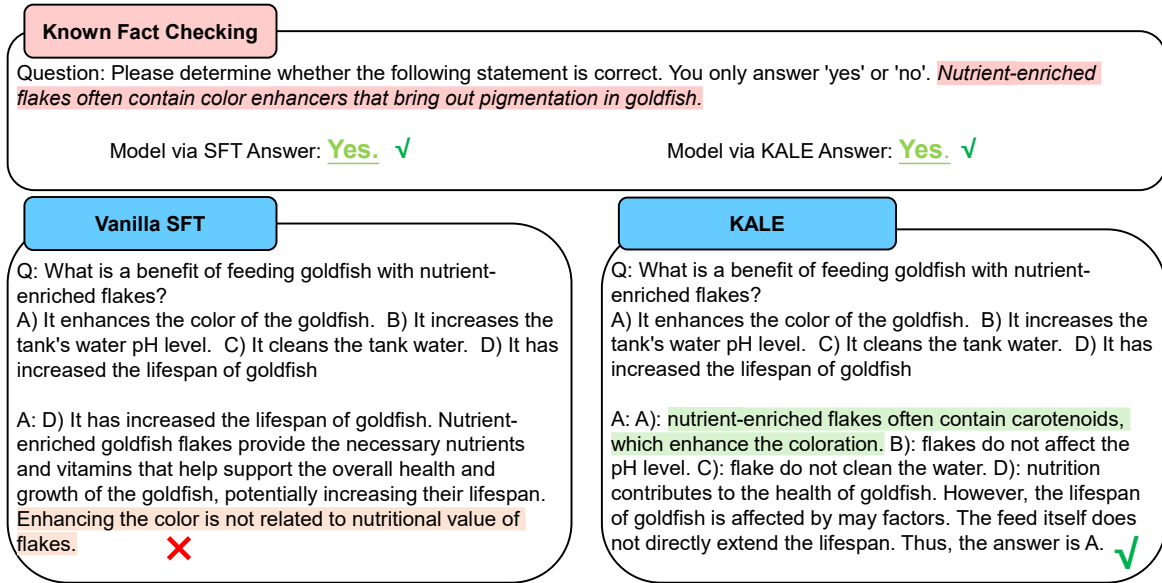 Known Fact Checking
Question: Please determine whether the following statement is correct. You only answer 'yes' or 'no'. Nutrient-enriched
flakes often contain color enhancers that bring out pigmentation in goldfish.
Model via SFT Answer: Yes. √
Model via KALE Answer: Yes. √
Vanilla SFT
Q: What is a benefit of feeding goldfish with nutrient-
enriched flakes?
A) It enhances the color of the goldfish. B) It increases the
tank's water pH level. C) It cleans the tank water. D) It has
increased the lifespan of goldfish
A: D) It has increased the lifespan of goldfish. Nutrient-
enriched goldfish flakes provide the necessary nutrients
and vitamins that help support the overall health and
growth of the goldfish, potentially increasing their lifespan.
Enhancing the color is not related to nutritional value of
flakes.
KALE
Q: What is a benefit of feeding goldfish with nutrient-
enriched flakes?
A) It enhances the color of the goldfish. B) It increases the
tank's water pH level. C) It cleans the tank water. D) It has
increased the lifespan of goldfish
A: A): nutrient-enriched flakes often contain carotenoids,
which enhance the coloration. B): flakes do not affect the
pH level. C): flake do not clean the water. D): nutrition
contributes to the health of goldfish. However, the lifespan
of goldfish is affected by may factors. The feed itself does
not directly extend the lifespan. Thus, the answer is A. √